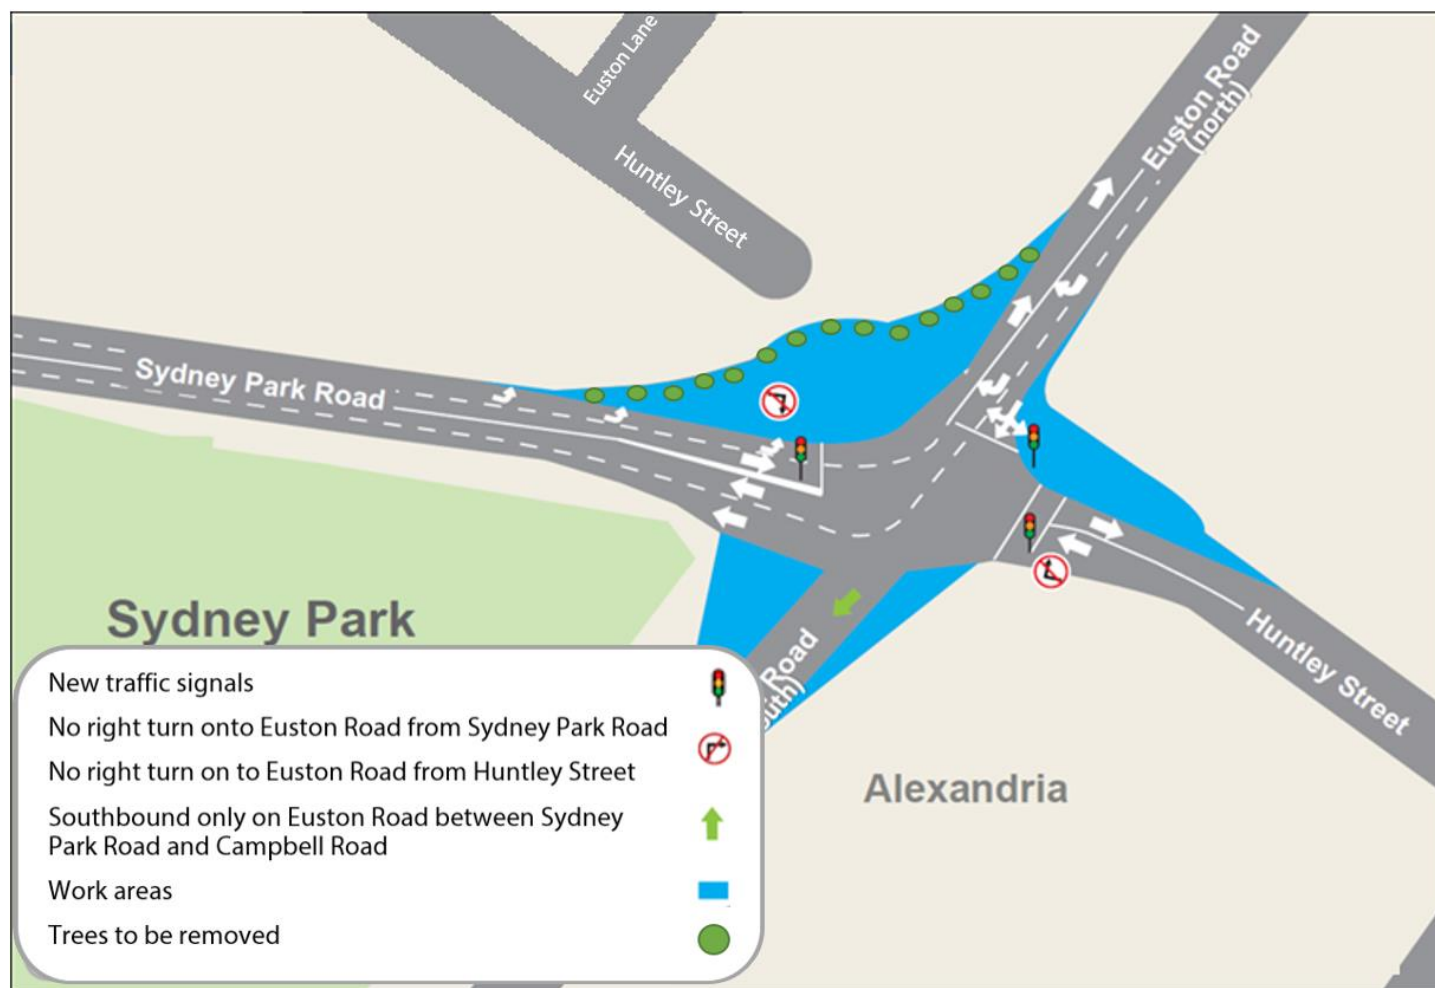 Euston Lane
Euston Road
(north)
Huntley Street
Sydney Park Road
Sydney Park
Road
Huntley Street
Alexandria
New traffic signals
No right turn onto Euston Road from Sydney Park Road
No right turn on to Euston Road from Huntley Street
Southbound only on Euston Road between Sydney
Park Road and Campbell Road
Work areas
Trees to be removed